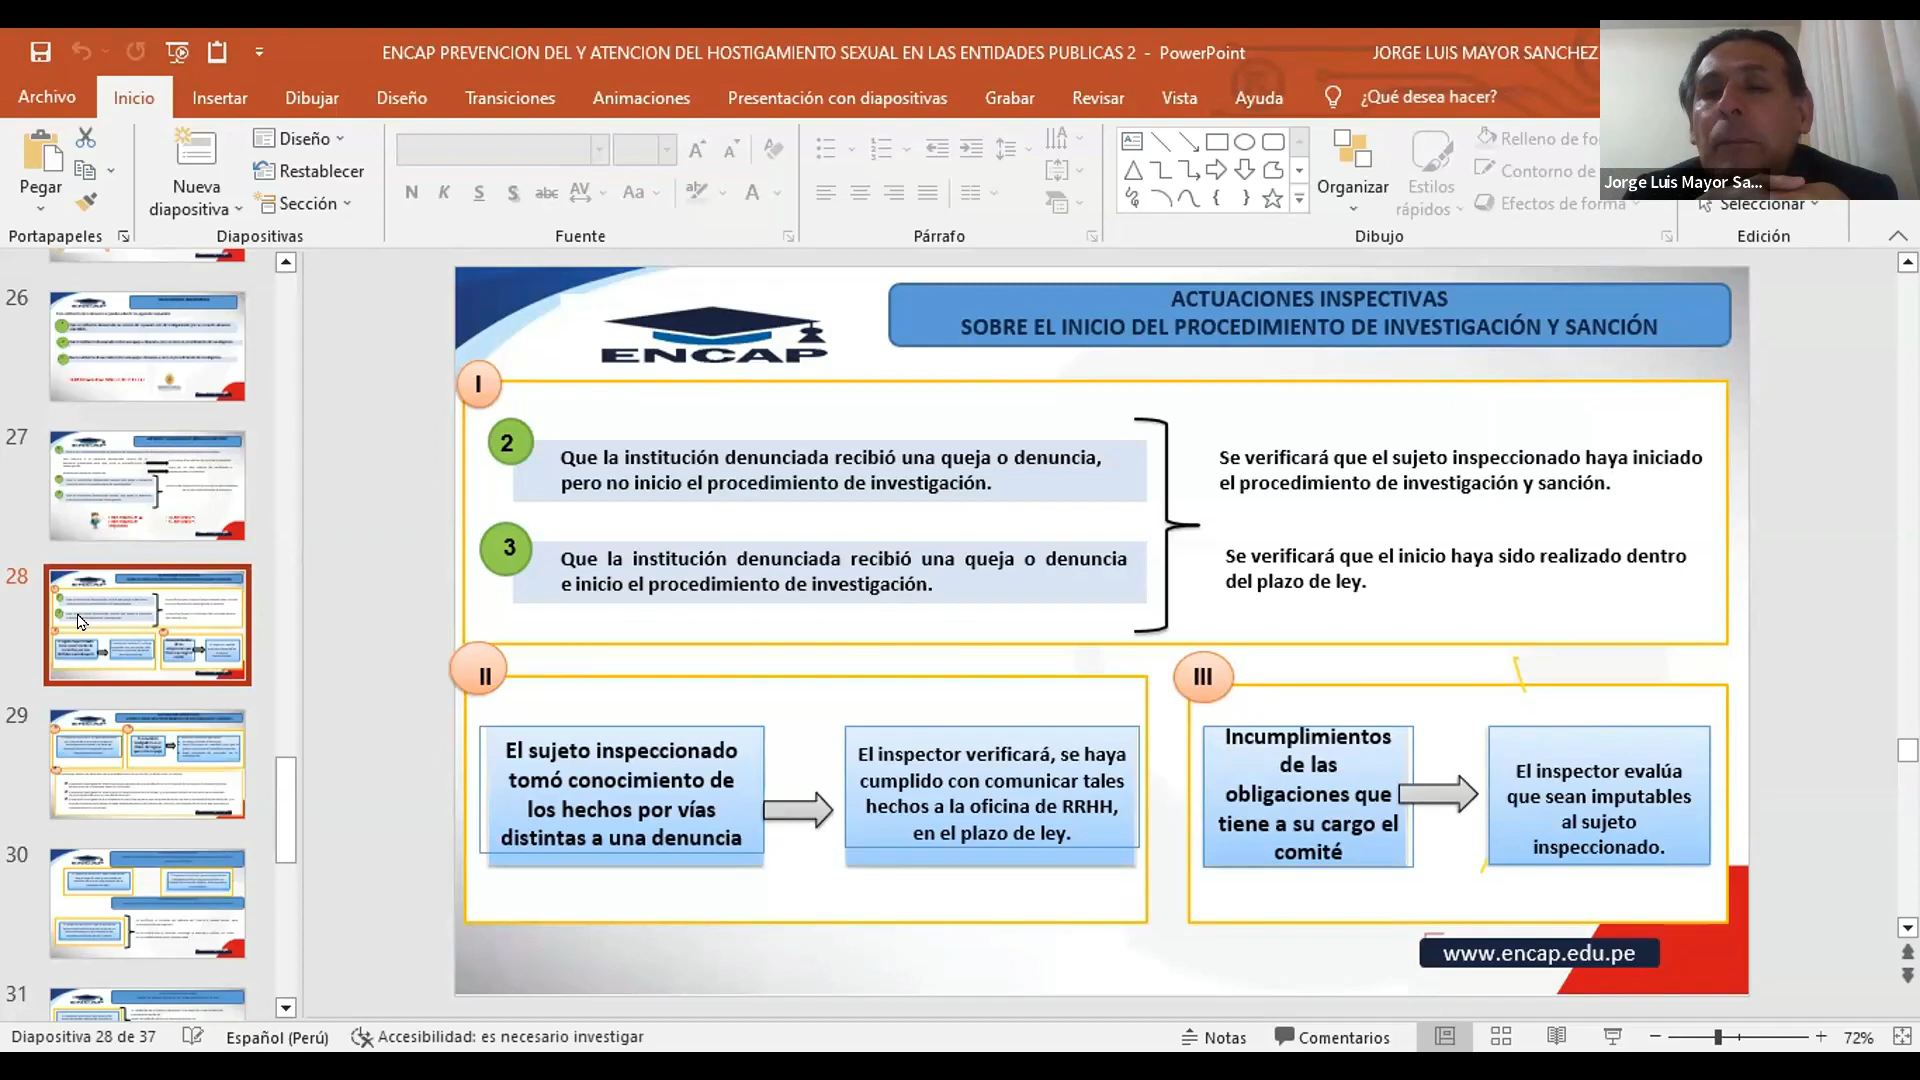 ENCAP PREVENCION DEL Y ATENCION DEL HOSTIGAMIENTO SEXUAL EN LAS ENTIDADES PUBLICAS 2 - PowerPoint
JORGE LUIS MAYOR SANCHEZ
Archivo
Inicio
Insertar
Dibujar
Diseño
Transiciones
Animaciones
Presentación con diapositivas
Grabar
Revisar
Vista
Ayuda
¿Qué desea hacer?
Pegar
Nueva
diapositiva
Diseño
Restablecer
Sección
N K S S abc AV Aa A
Organizar
Estilos
rápidos
Relleno de fo
Contorno de
Efectos de forma
Jorge Luis Mayor Sa...
Seleccionar
Portapapeles
Diapositivas
Fuente
Párrafo
Dibujo
Edición
26
27
28
29
30
31
ENCAP
ACTUACIONES INSPECTIVAS
SOBRE EL INICIO DEL PROCEDIMIENTO DE INVESTIGACIÓN Y SANCIÓN
I
2
Que la institución denunciada recibió una queja o denuncia,
pero no inicio el procedimiento de investigación.
3
Que la institución denunciada recibió una queja o denuncia
e inicio el procedimiento de investigación.
Se verificará que el sujeto inspeccionado haya iniciado
el procedimiento de investigación y sanción.
Se verificará que el inicio haya sido realizado dentro
del plazo de ley.
II
El sujeto inspeccionado
tomó conocimiento de
los hechos por vías
distintas a una denuncia
El inspector verificará, se haya
cumplido con comunicar tales
hechos a la oficina de RRHH,
en el plazo de ley.
III
Incumplimientos
de las
obligaciones que
tiene a su cargo el
comité
El inspector evalúa
que sean imputables
al sujeto
inspeccionado.
www.encap.edu.pe
Diapositiva 28 de 37
Español (Perú)
Accesibilidad: es necesario investigar
Notas
Comentarios
72%